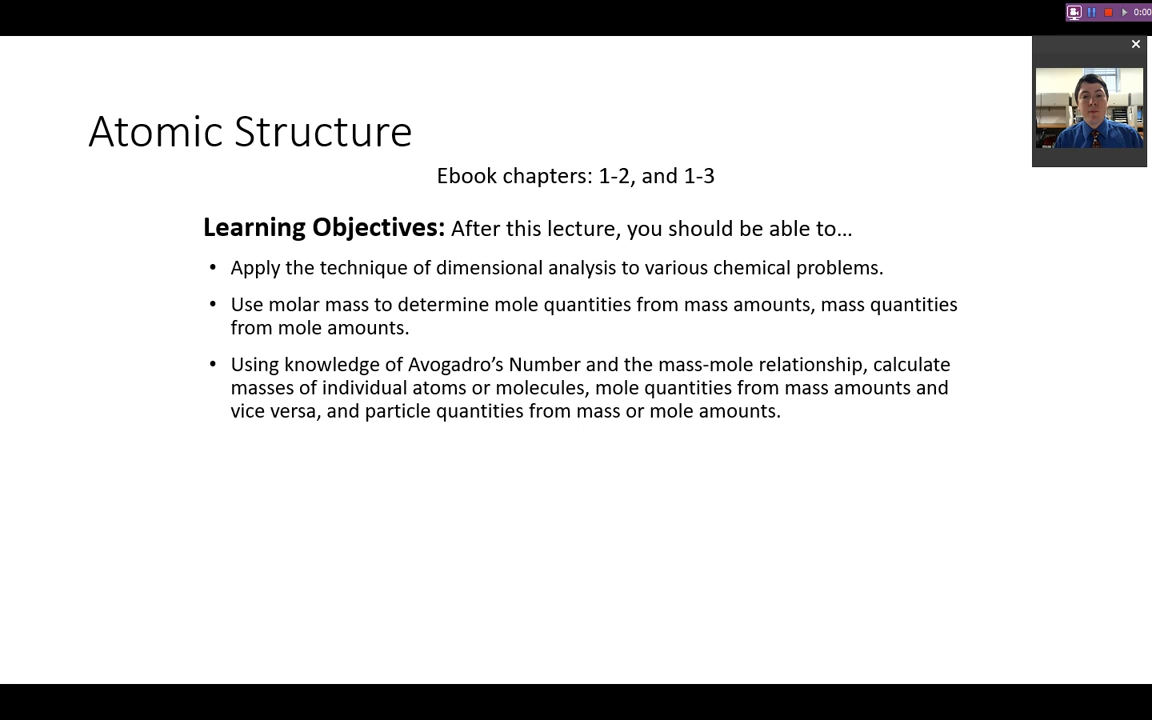 0:00
Atomic Structure
Ebook chapters: 1-2, and 1-3
Learning Objectives: After this lecture, you should be able to…
• Apply the technique of dimensional analysis to various chemical problems.
• Use molar mass to determine mole quantities from mass amounts, mass quantities
from mole amounts.
• Using knowledge of Avogadro’s Number and the mass-mole relationship, calculate
masses of individual atoms or molecules, mole quantities from mass amounts and
vice versa, and particle quantities from mass or mole amounts.